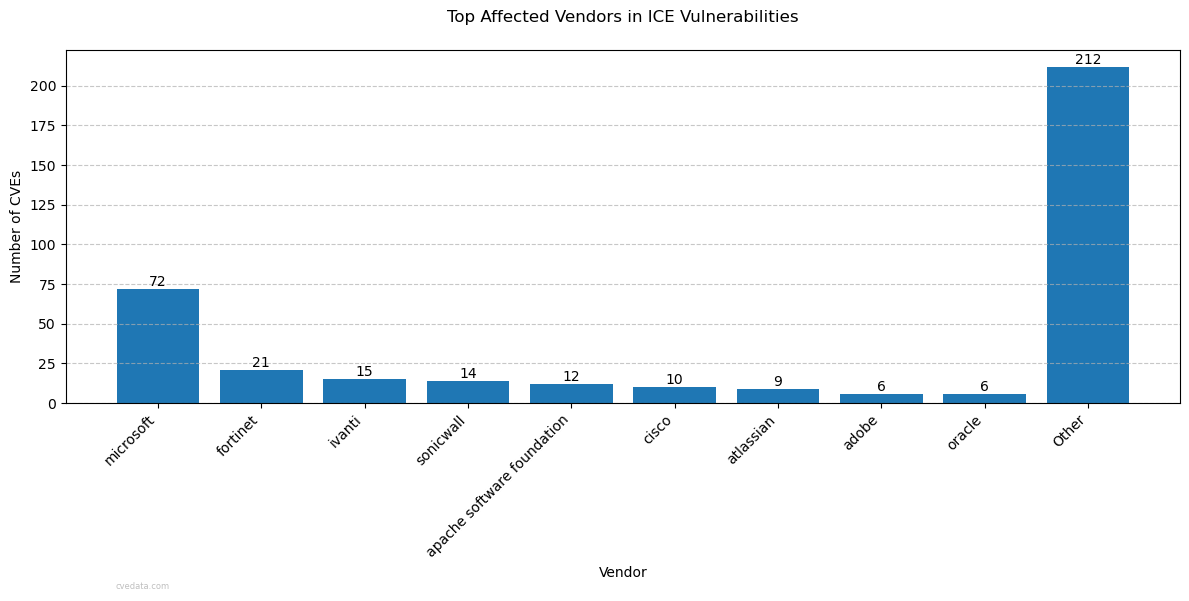 Top Affected Vendors in ICE Vulnerabilities
Number of CVEs
200
175
150
125
100
75
50
25
0
72
21
15
14
12
10
9
6
6
212
microsoft
fortinet
ivanti
sonicwall
apache software foundation
cisco
atlassian
adobe
oracle
Other
Vendor
cvedata.com